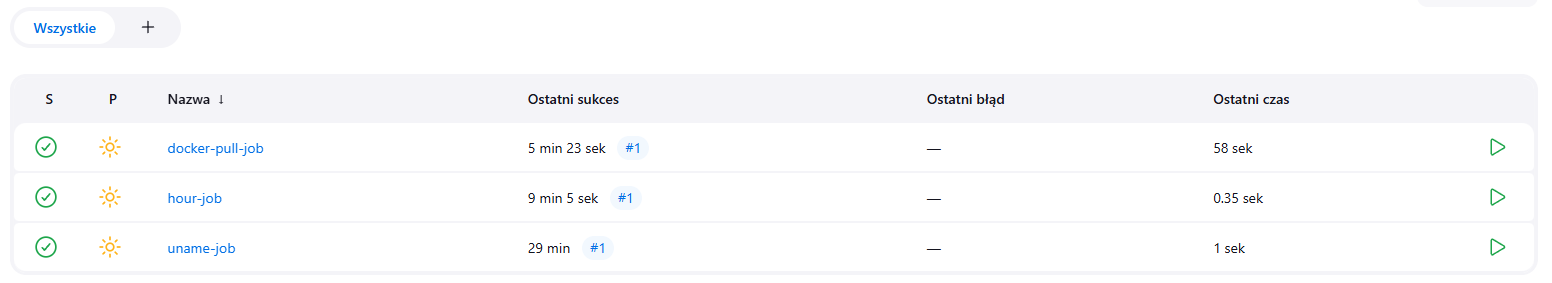 Wszystkie +
S P Nazwa ↓ Ostatni sukces Ostatni błąd Ostatni czas
docker-pull-job 5 min 23 sek #1 — 58 sek
hour-job 9 min 5 sek #1 — 0.35 sek
uname-job 29 min #1 — 1 sek